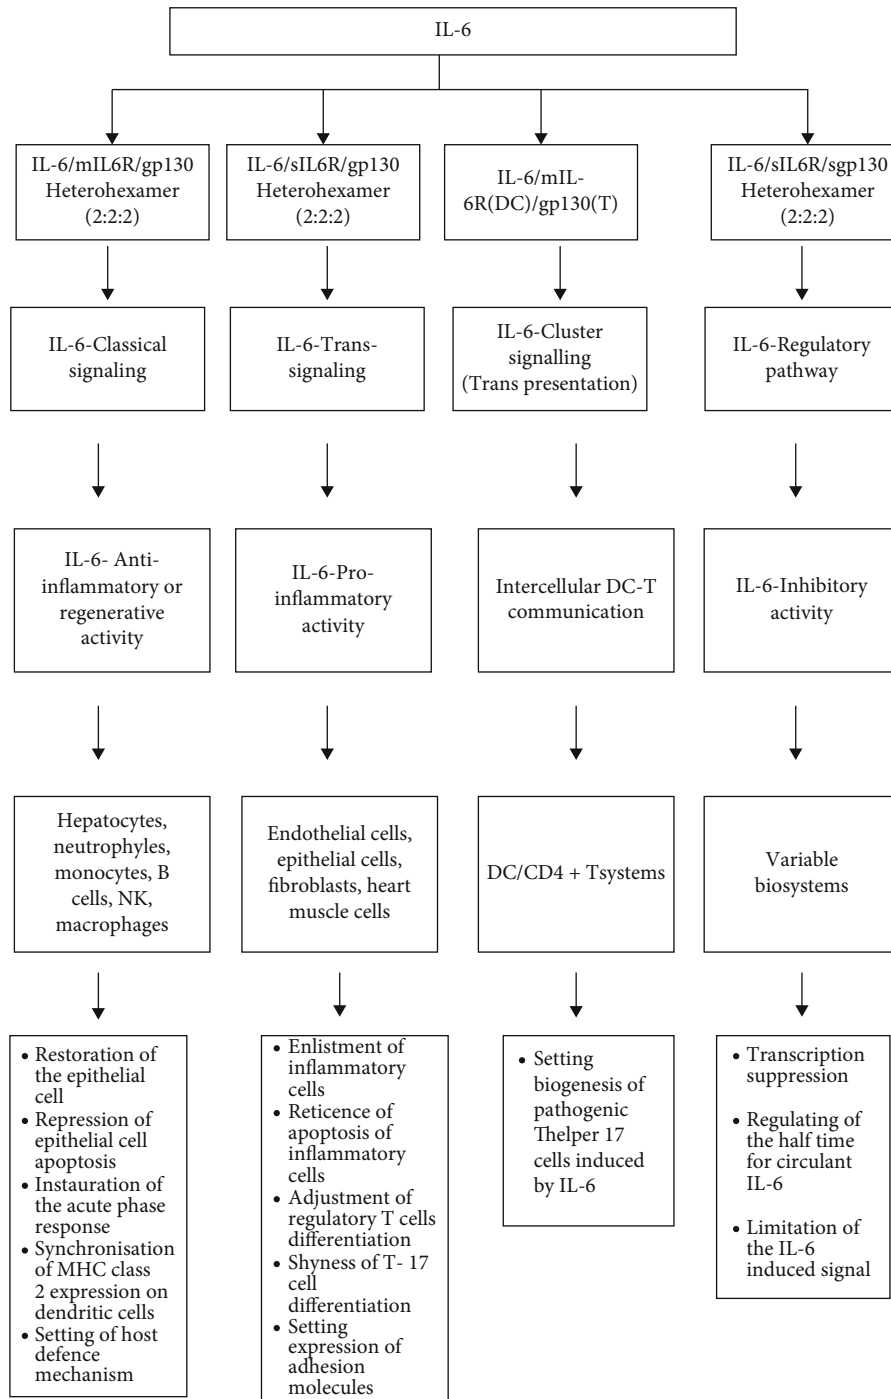 IL-6
IL-6/mIL6R/gp130
Heterohexamer
(2:2:2)
IL-6/sIL6R/gp130
Heterohexamer
(2:2:2)
IL-6/mIL-
6R(DC)/gp130(T)
IL-6/sIL6R/sgp130
Heterohexamer
(2:2:2)
IL-6-Classical
signaling
IL-6-Trans-
signaling
IL-6-Cluster
signalling
(Trans presentation)
IL-6-Regulatory
pathway
IL-6- Anti-
inflammatory or
regenerative
activity
IL-6-Pro-
inflammatory
activity
Intercellular DC-T
communication
IL-6-Inhibitory
activity
Hepatocytes,
neutrophyles,
monocytes, B
cells, NK,
macrophages
Endothelial cells,
epithelial cells,
fibroblasts, heart
muscle cells
DC/CD4 + Tsystems
Variable
biosystems
• Restoration of
the epithelial
cell
• Repression of
epithelial cell
apoptosis
• Instauration of
the acute phase
response
• Synchronisation
of MHC class
2 expression on
dendritic cells
• Setting of host
defence
mechanism
• Enlistment of
inflammatory
cells
• Reticence of
apoptosis of
inflammatory
cells
• Adjustment of
regulatory T cells
differentiation
• Shyness of T- 17
cell
differentiation
• Setting
expression of
adhesion
molecules
• Setting
biogenesis of
pathogenic
Thelper 17
cells induced
by IL-6
• Transcription
suppression
• Regulating of
the half time
for circulant
IL-6
• Limitation of
the IL-6
induced signal